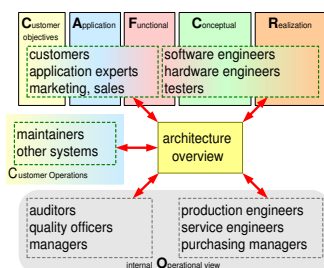 Customer objectives
Application
Functional
Conceptual
Realization
customers
application experts
marketing, sales
software engineers
hardware engineers
testers
maintainers
other systems
Customer Operations
architecture
overview
auditors
quality officers
managers
production engineers
service engineers
purchasing managers
internal Operational view